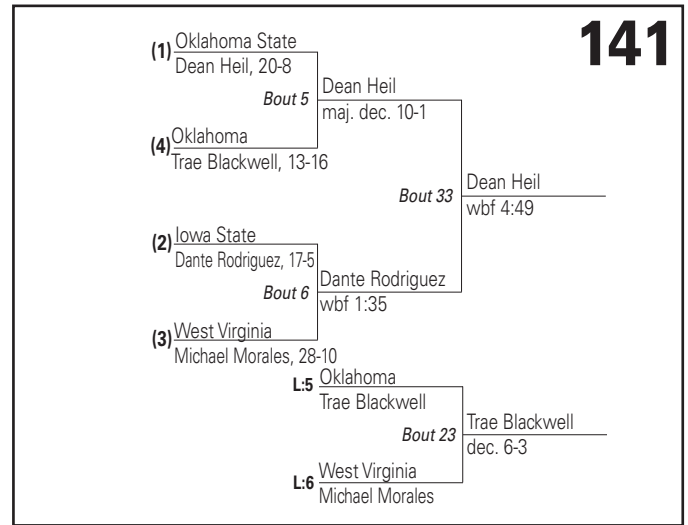 141
(1) Oklahoma State
Dean Heil, 20-8
Bout 5
Dean Heil
maj. dec. 10-1
(4) Oklahoma
Trae Blackwell, 13-16
Bout 33
Dean Heil
wbf 4:49
(2) Iowa State
Dante Rodriguez, 17-5
Bout 6
Dante Rodriguez
wbf 1:35
(3) West Virginia
Michael Morales, 28-10
L:5 Oklahoma
Trae Blackwell
Bout 23
Trae Blackwell
dec. 6-3
L:6 West Virginia
Michael Morales